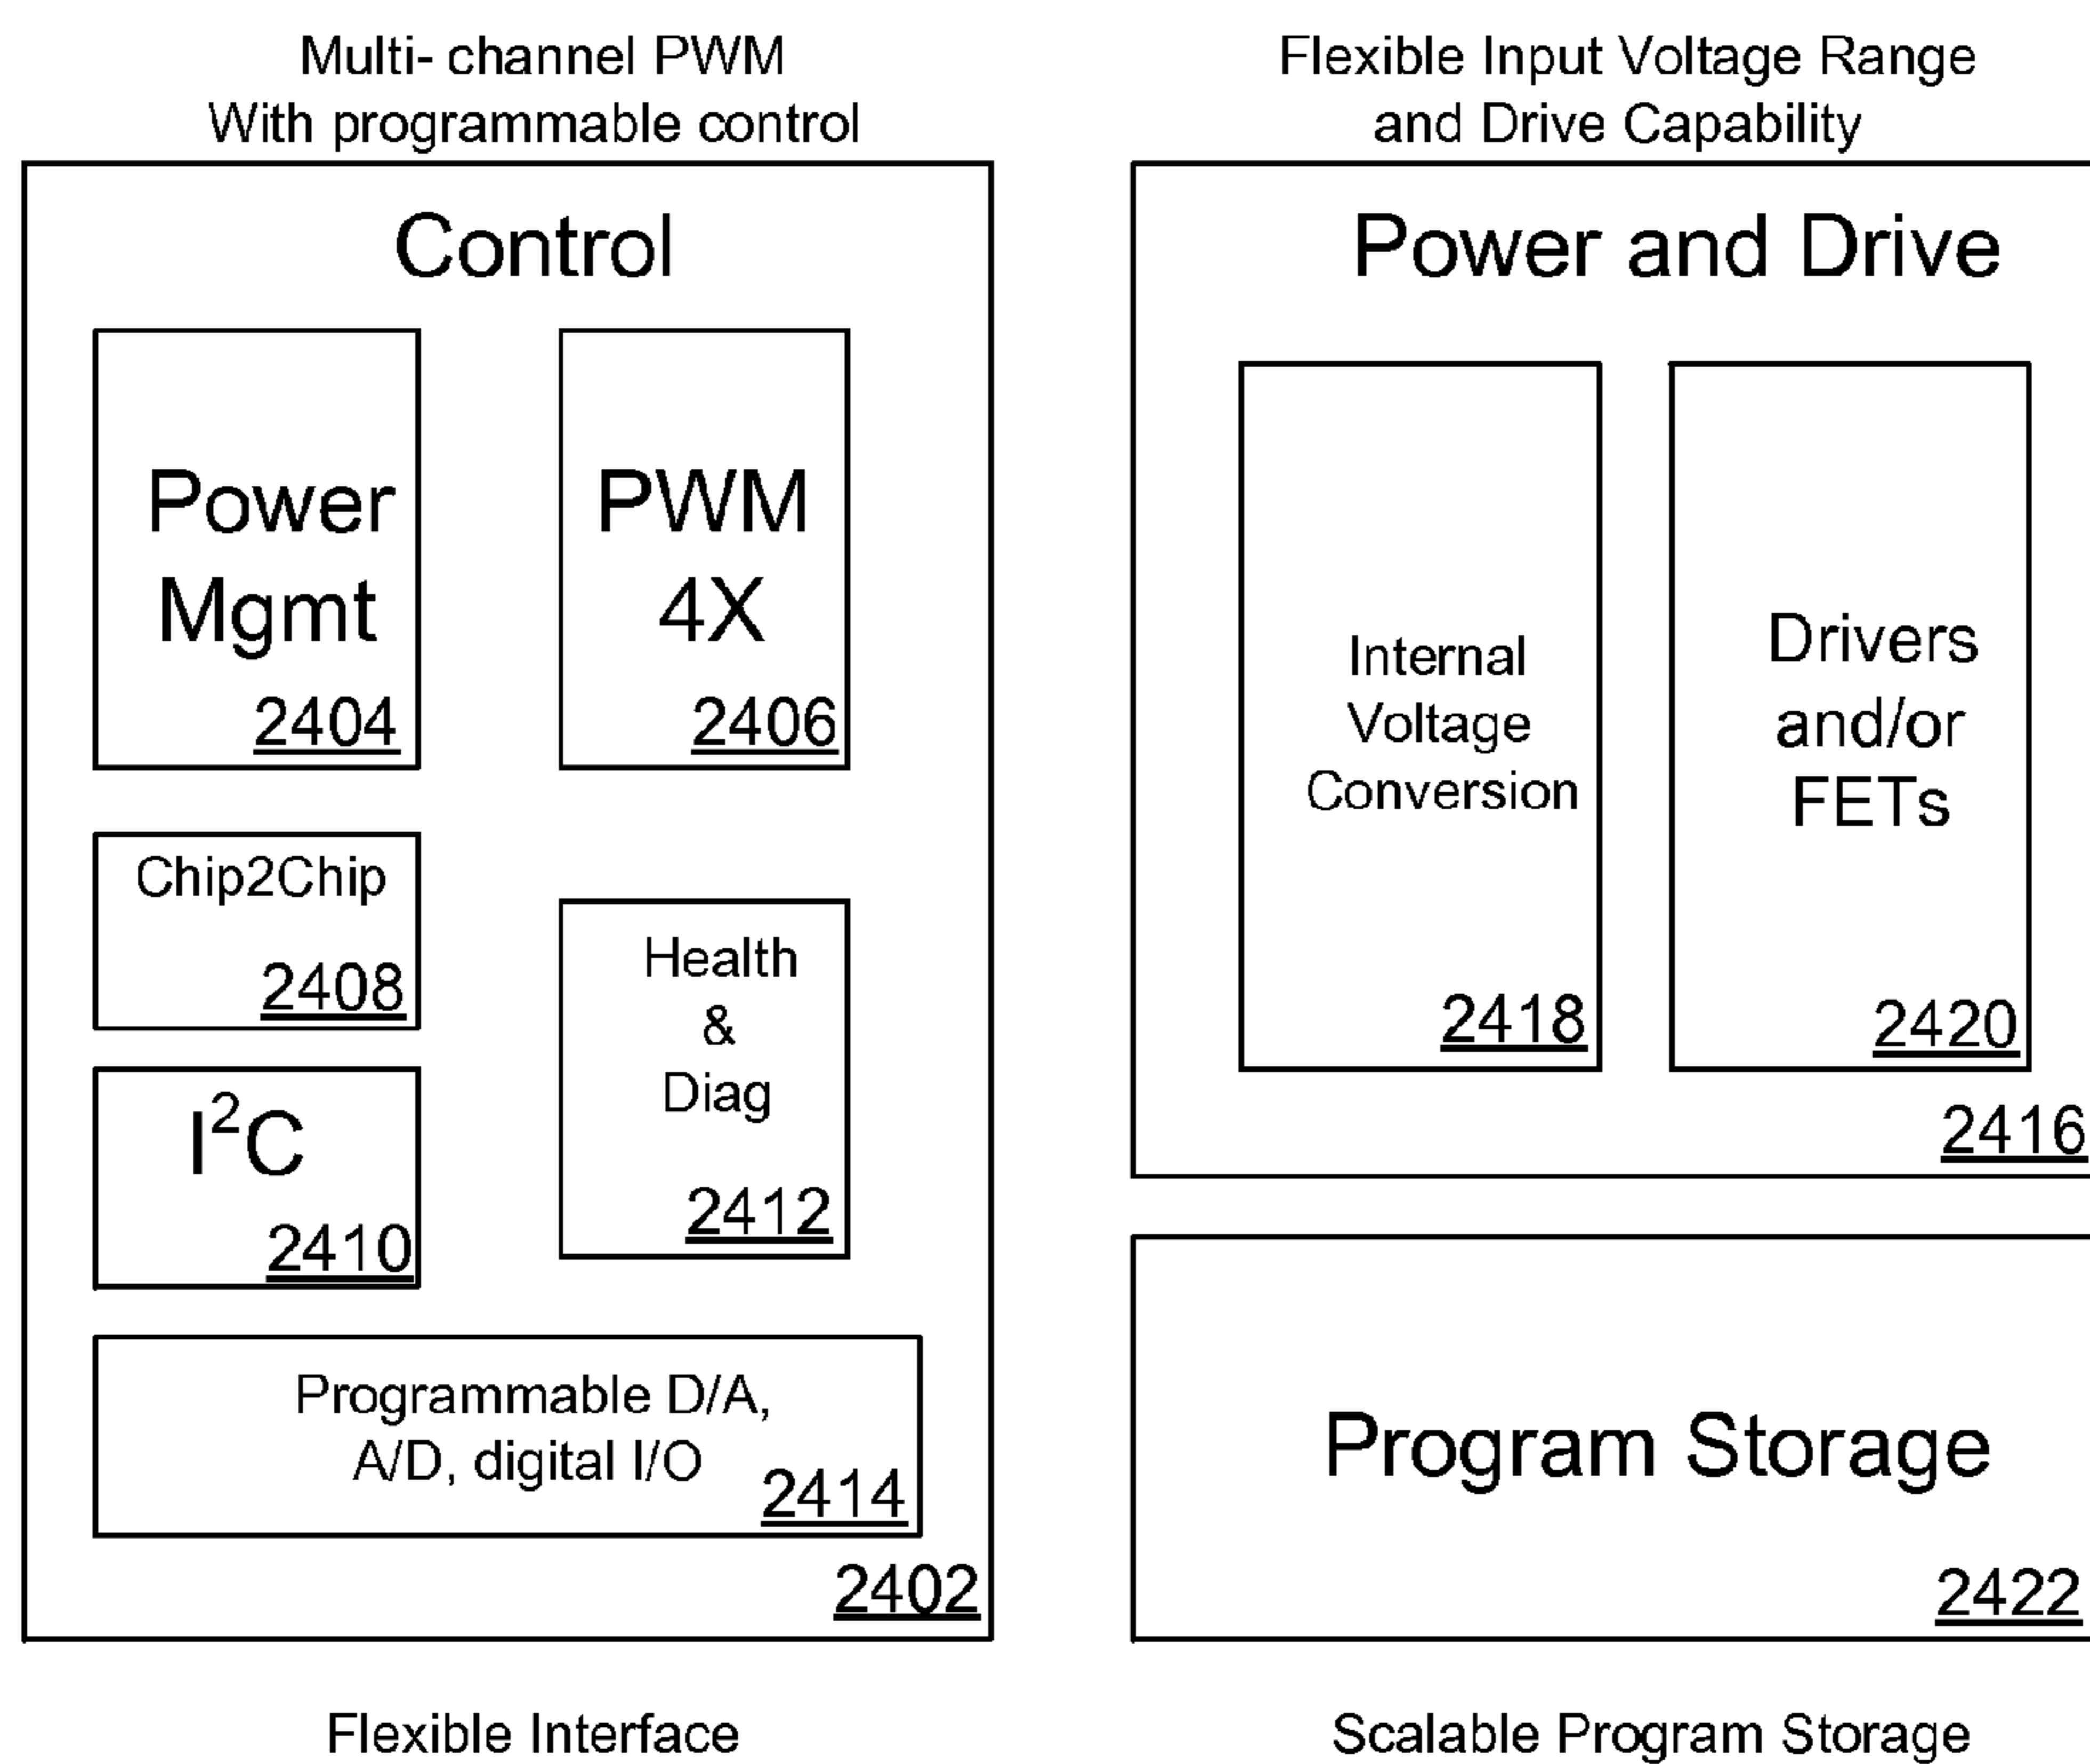 Multi- channel PWM
With programmable control
Control
Power
Mgmt
2404
PWM
4X
2406
Chip2Chip
2408
I²C
2410
Health
&
Diag
2412
Programmable D/A,
A/D, digital I/O
2414
2402
Flexible Interface
Flexible Input Voltage Range
and Drive Capability
Power and Drive
Internal
Voltage
Conversion
2418
Drivers
and/or
FETs
2420
2416
Program Storage
2422
Scalable Program Storage